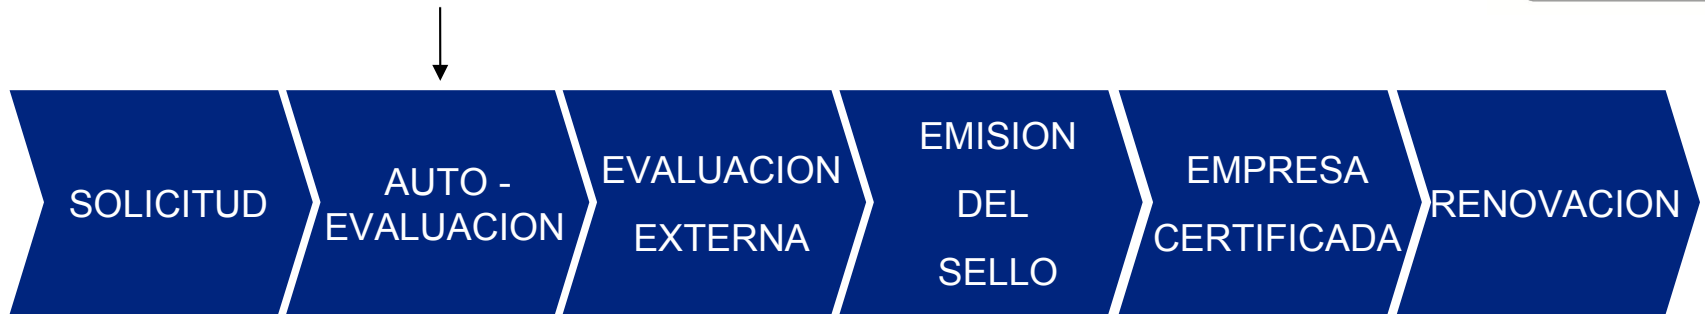 SOLICITUD
AUTO -
EVALUACION
EVALUACION
EXTERNA
EMISION
DEL
SELLO
EMPRESA
CERTIFICADA
RENOVACION